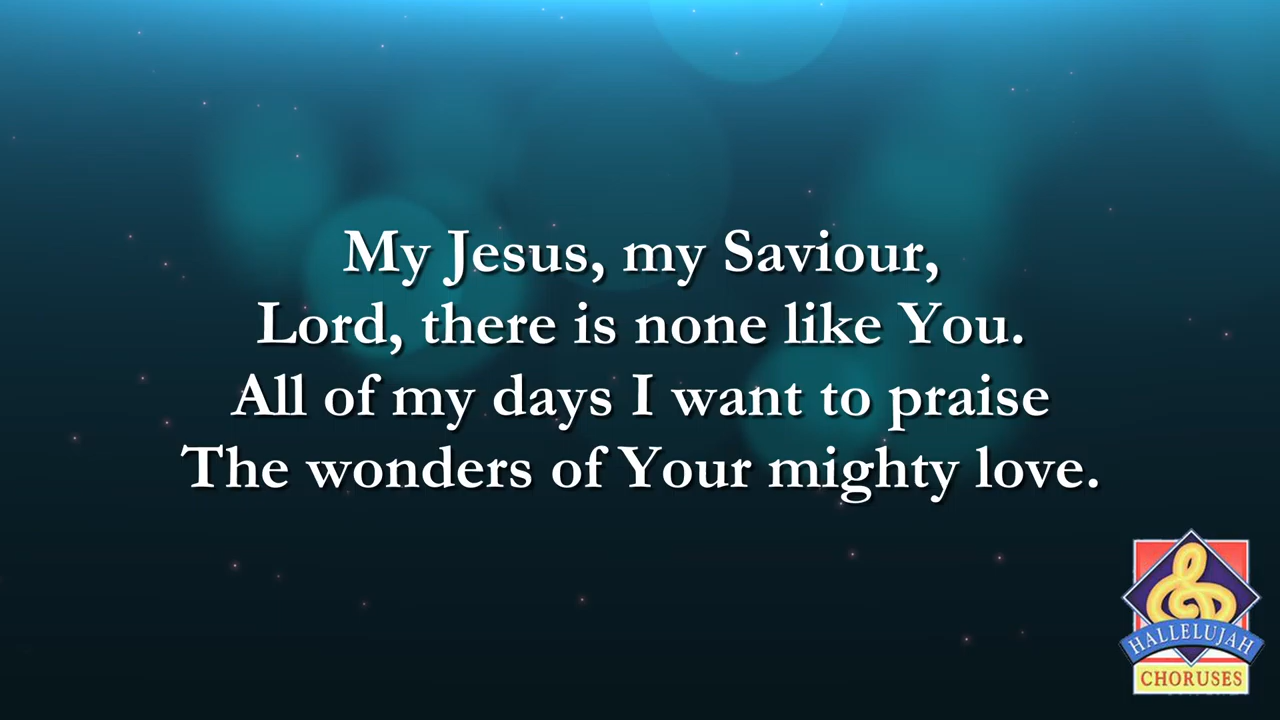 My Jesus, my Saviour,
Lord, there is none like You.
All of my days I want to praise
The wonders of Your mighty love.
HALLELUJAH
CHORUSES